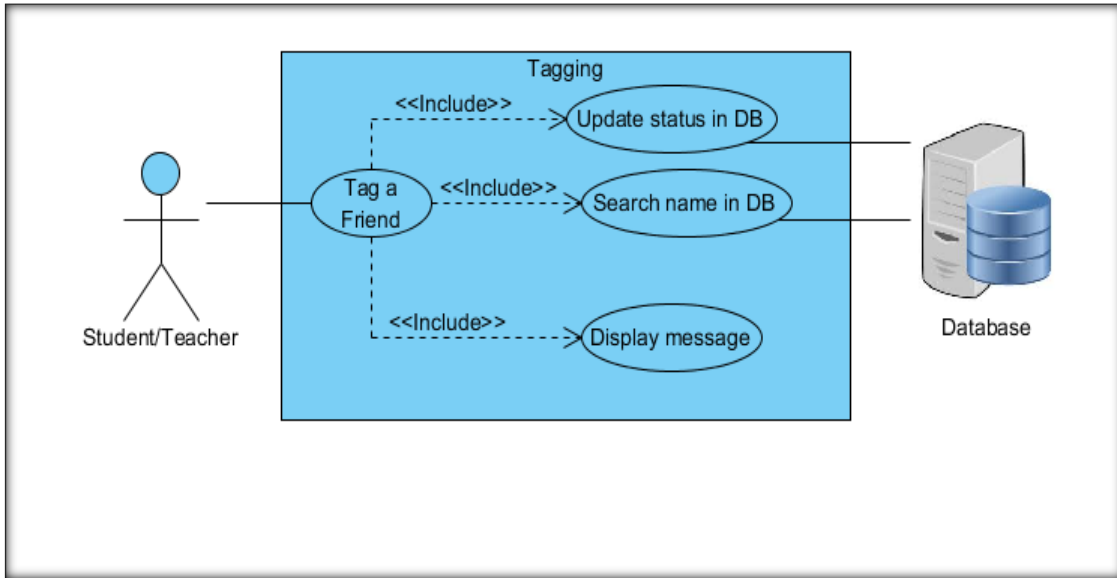 Tagging
<<Include>>
Update status in DB
Tag a
Friend
<<Include>>
Search name in DB
<<Include>>
Display message
Student/Teacher
Database